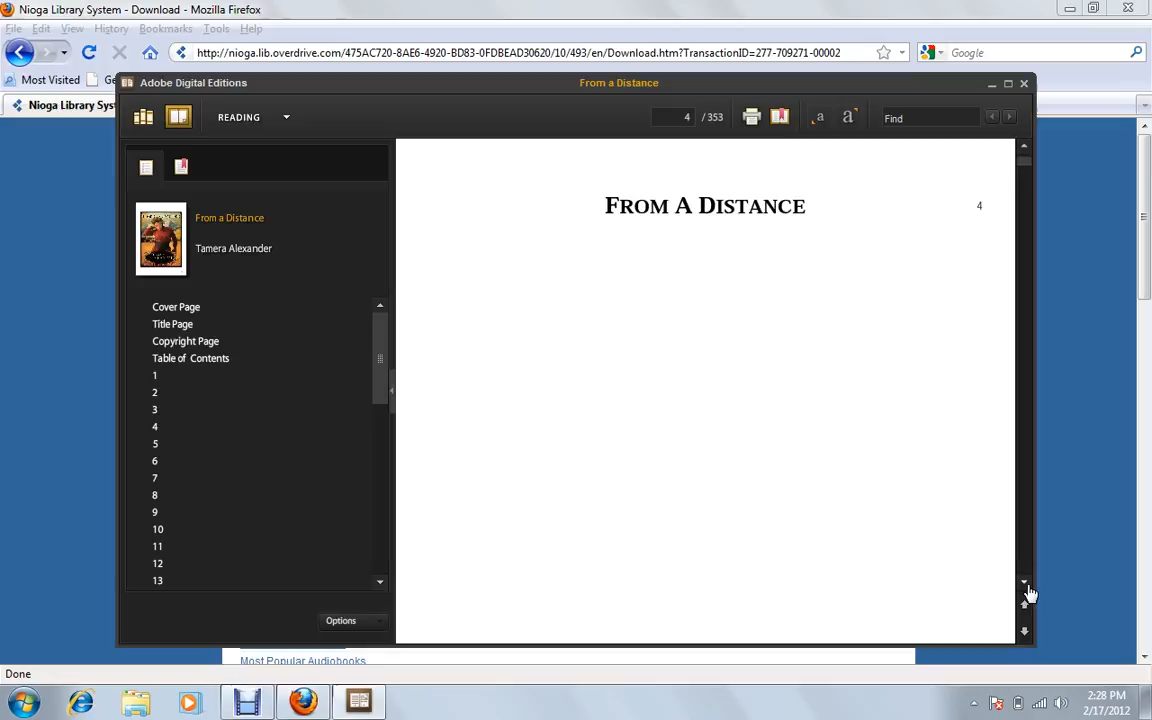 Nioga Library System - Download - Mozilla Firefox
File Edit View History Bookmarks Tools Help
http://nioga.lib.overdrive.com/475AC720-8AE6-4920-BD83-0FDBEAD30620/10/493/en/Download.htm?TransactionID=277-709271-00002
Google
Most Visited
Ge
Nioga Library Sys
Adobe Digital Editions
From a Distance
READING
4 / 353
a
a
Find
From a Distance
Tamera Alexander
FROM A DISTANCE
4
Cover Page
Title Page
Copyright Page
Table of Contents
1
2
3
4
5
6
7
8
9
10
11
12
13
Options
Most Popular Audiobooks
Done
2:28 PM
2/17/2012